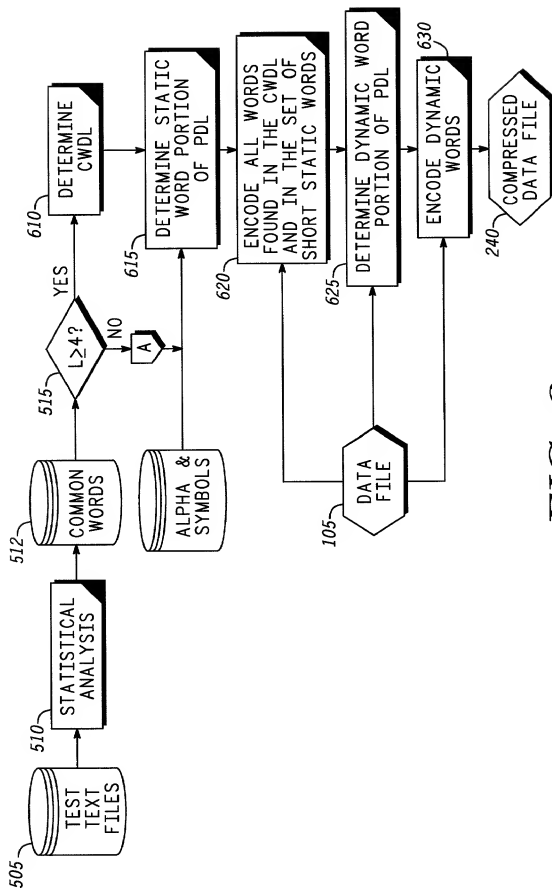 505
TEST
TEXT
FILES
510
STATISTICAL
ANALYSIS
512
COMMON
WORDS
515
L≥4?
YES
NO
A
ALPHA &
SYMBOLS
610
DETERMINE
CWDL
615
DETERMINE STATIC
WORD PORTION
OF PDL
620
ENCODE ALL WORDS
FOUND IN THE CWDL
AND IN THE SET OF
SHORT STATIC WORDS
105
DATA
FILE
625
DETERMINE DYNAMIC WORD
PORTION OF PDL
630
ENCODE DYNAMIC
WORDS
240
COMPRESSED
DATA FILE